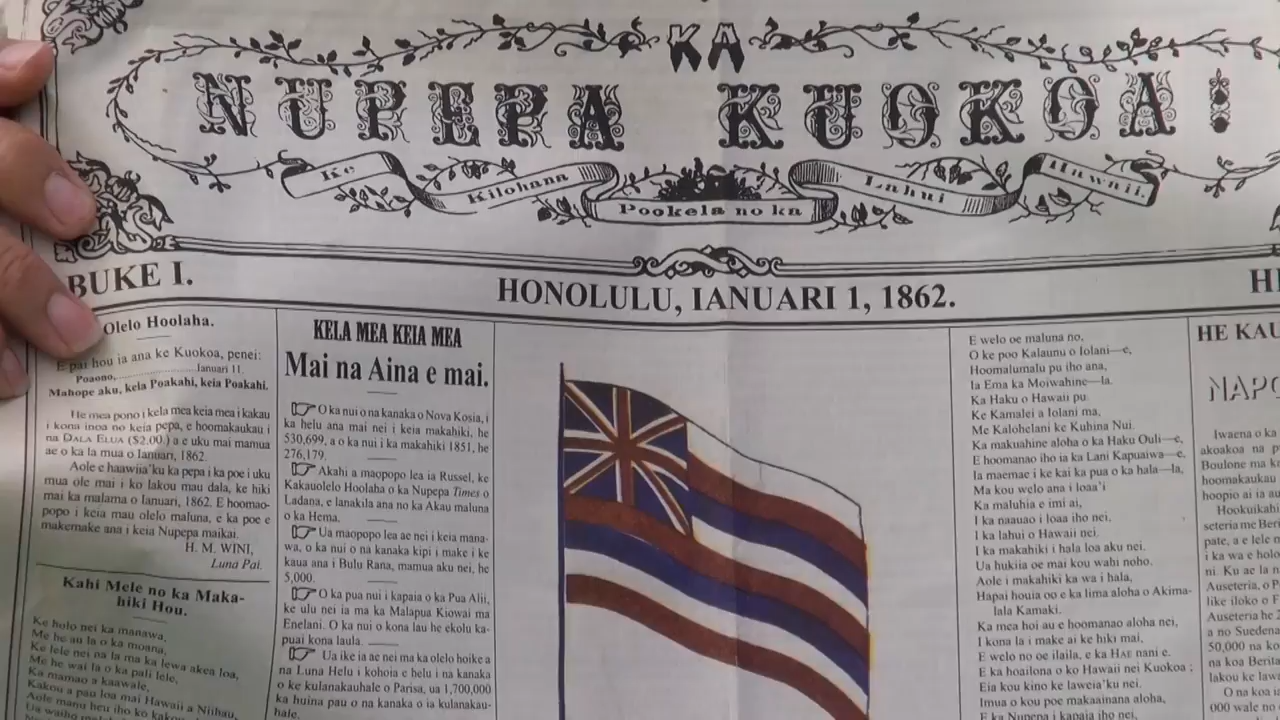 KA
NUPEPA KUOKOA!
Ke Kilohana Pookela no ka Lahui Hawaii.
BUKE I.
HONOLULU, IANUARI 1, 1862.
Olelo Hoolaha.
E pai hou ia ana ke Kuokoa, penei:
Poaono, Ianuari 11.
Mahope aku, kela Poakahi, keia Poakahi.
He mea pono i kela mea keia mea i kakau
i kona inoa no keia pepa, e hoomakaukau i
na DALA ELUA ($2.00.) a e uku mai mamua
ae o ka la mua o Ianuari, 1862.
Aole e haawiia'ku ka pepa i ka poe i uku
mua ole mai i ko lakou mau dala, ke hiki
mai ka malama o Ianuari, 1862. E hoomao-
popo i keia mau olelo maluna, e ka poe e
makemake ana i keia Nupepa maikai.
H. M. WINI,
Luna Pai.
Kahi Mele no ka Maka-
hiki Hou.
Ke holo nei ka manawa,
Me he au la o ka moana,
Ke lele nei na la ma ka lewa akea loa,
Me he wai la o ka pali lele,
Ka mamao a kaawale,
Kakou a pau loa mai Hawaii a Niihau,
KELA MEA KEIA MEA
Mai na Aina e mai.
O ka nui o na kanaka o Nova Kosia, i
ka helu ana mai nei i keia makahiki, he
530,699, a o ka nui i ka makahiki 1851, he
276,179.
Akahi a maopopo lea ia Russel, ke
Kakauolelo Hoolaha o ka Nupepa Times o
Ladana, e lanakila ana no ka Akau maluna
o ka Hema.
Ua maopopo lea ae nei i keia mana-
wa, o ka nui o na kanaka kipi i make i ke
kaua ana i Bulu Rana, mamua aku nei, he
5,000.
O ka pua nui i kapaia o ka Pua Alii,
ke ulu nei ia ma ka Malapua Kiowai ma
Enelani. O ka nui o kona lau he ekolu ka-
puai kona laula.
Ua ike ia ae nei ma ka olelo hoike a
na Luna Helu i kohoia e helu i na kanaka
o ke kulanakauhale o Parisa, ua 1,700,000
ka huina pau o na kanaka o ia kulanakau-
hale.
E welo oe maluna no,
O ke poo Kalaunu o Iolani—e,
Hoomalumalu pu iho ana,
Ia Ema ka Moiwahine—la.
Ka Haku o Hawaii pu
Ke Kamalei a Iolani ma,
Me Kalohelani ke Kuhina Nui.
Ka makuahine aloha o ka Haku Ouli—e,
E hoomanao iho ia ka Lani Kapuaiwa—e.
Ia maemae i ke kai ka pua o ka hala—la,
Ma kou welo ana i loaa'i
Ka maluhia e imi ai,
I ka naauao i loaa iho nei.
I ka lahui o Hawaii nei.
I ka makahiki i hala loa aku nei.
Ua hukiia oe mai kou wahi noho.
Aole i makahiki ka wa i hala,
Hapai houia oo e ka lima aloha o Akima-
lala Kamaki.
Ka mea hoi au e hoomanao aloha nei,
I kona la i make ai ke hiki mai,
E welo no oe ilaila, e ka HAE nani e.
E ka hoailona o ko Hawaii nei Kuokoa ;
Eia kou kino ke laweia'ku nei.
Imua o kou poe makaainana aloha,
E ka Nupepa i kapaia iho nei,
HE KAU
NAPO
Iwaena o ka
akoakoa na p
Boulone ma k
hoomakaukau
hoopio ai ia au
Hookuikahi
seteria me Ber
pate, a e lele n
i ka wa e holo
ni. Ku ae la n
Auseteria, o F
like iloko o F
Auseteria he
a no Suedena
50,000 na ko
na koa Berita
lakou ke law
O na koa i
000 wale no